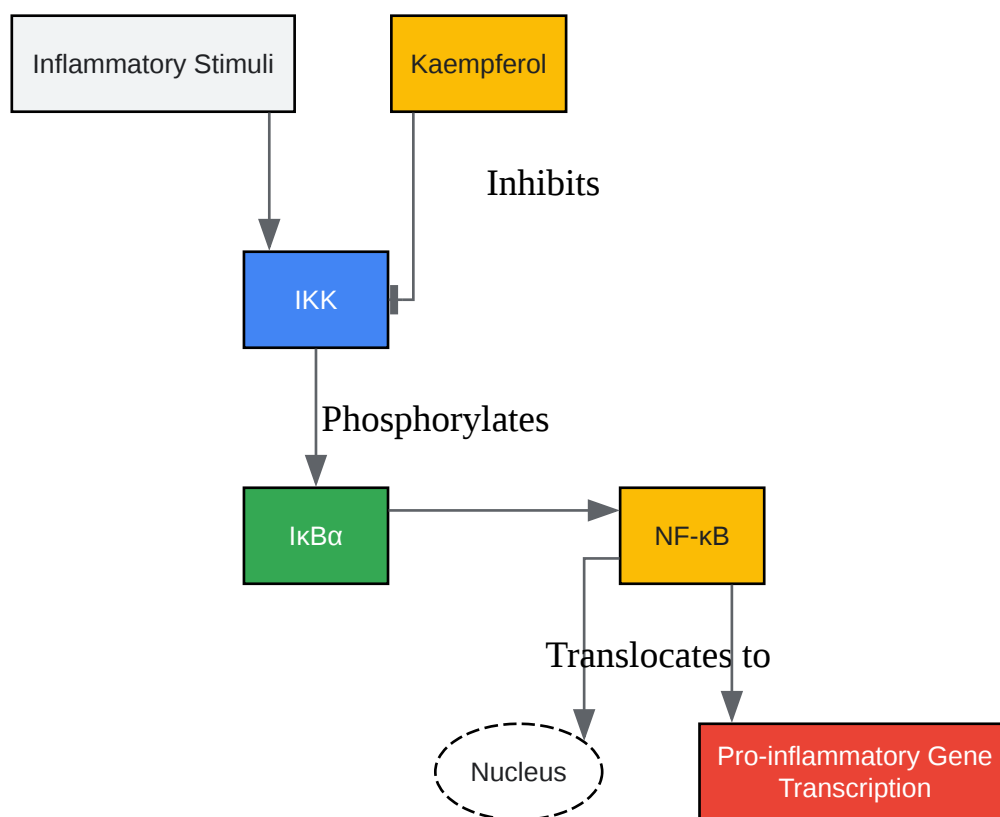 Inflammatory Stimuli
Kaempferol
Inhibits
IKK
Phosphorylates
IκBα
NF-κB
Translocates to
Nucleus
Pro-inflammatory Gene
Transcription